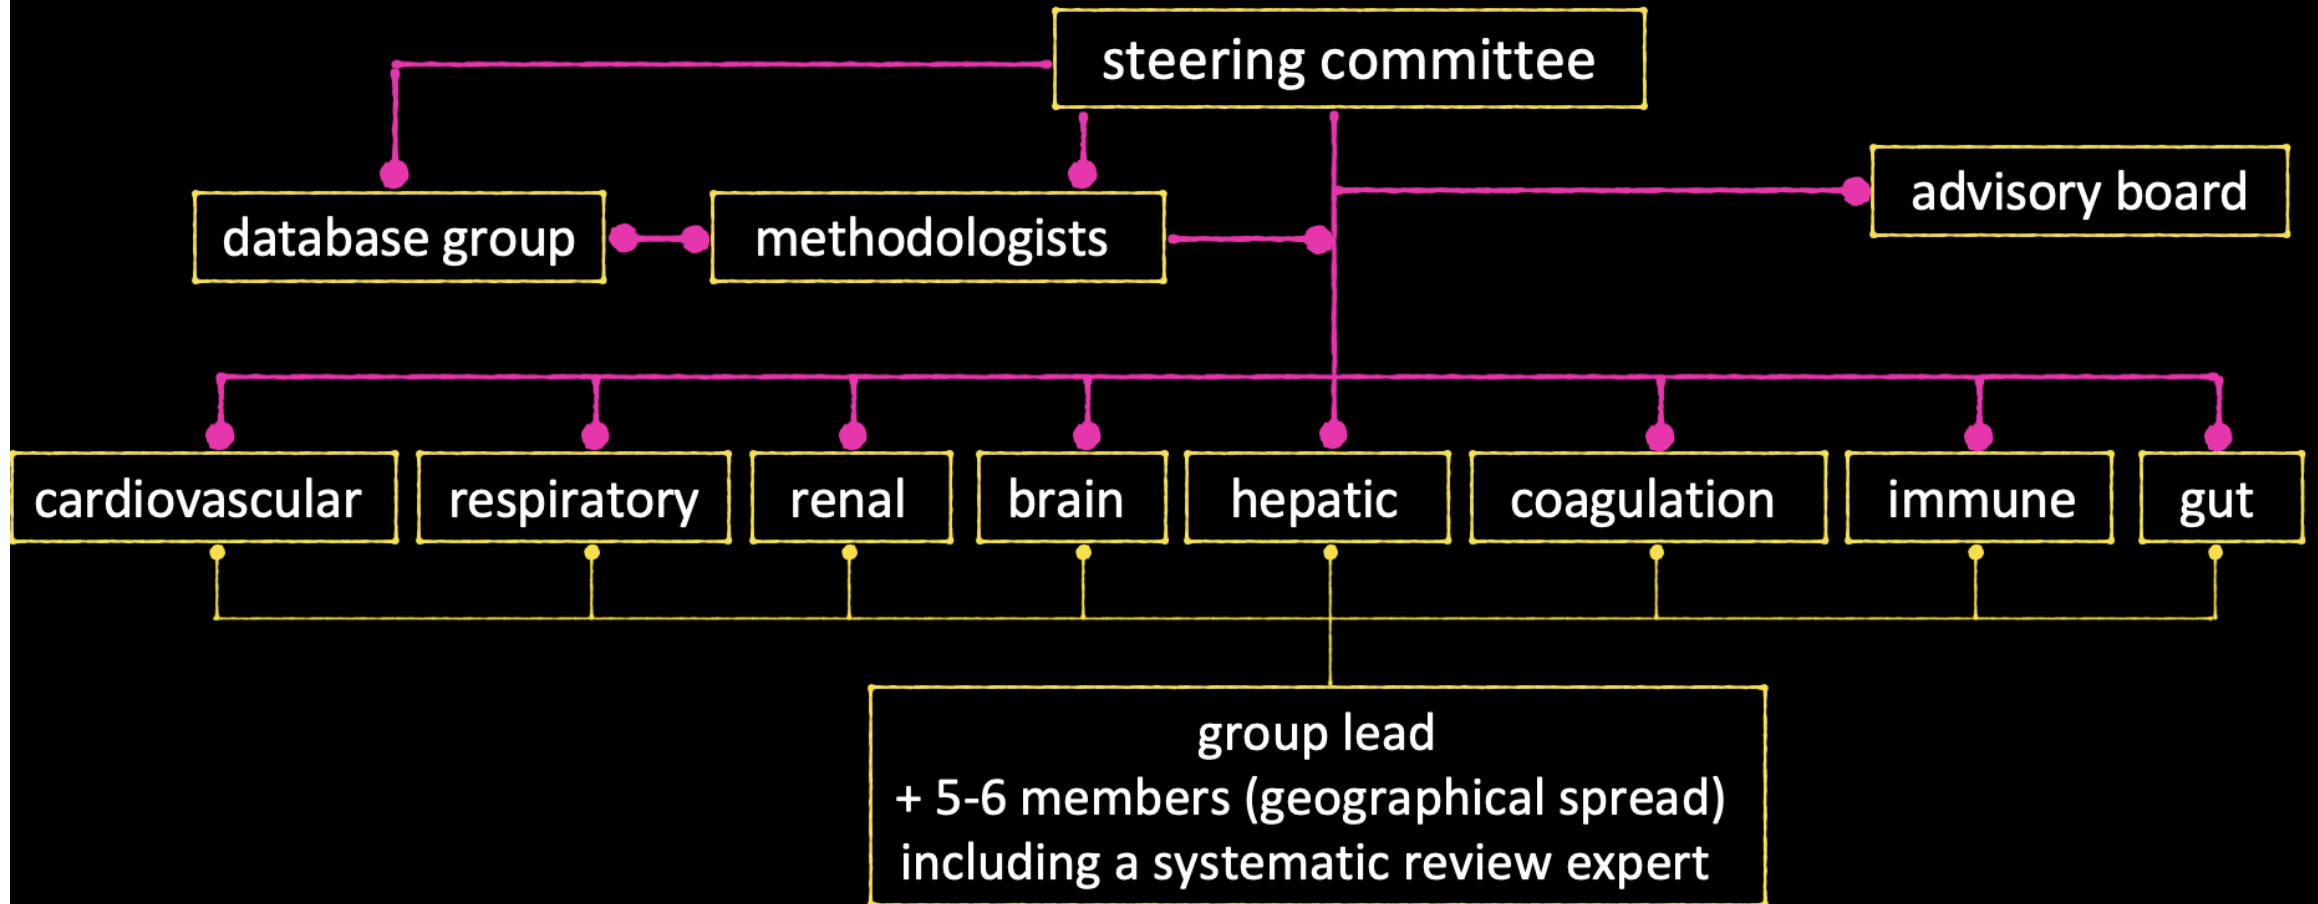 steering committee
advisory board
database group
methodologists
cardiovascular
respiratory
renal
brain
hepatic
coagulation
immune
gut
group lead
+ 5-6 members (geographical spread)
including a systematic review expert